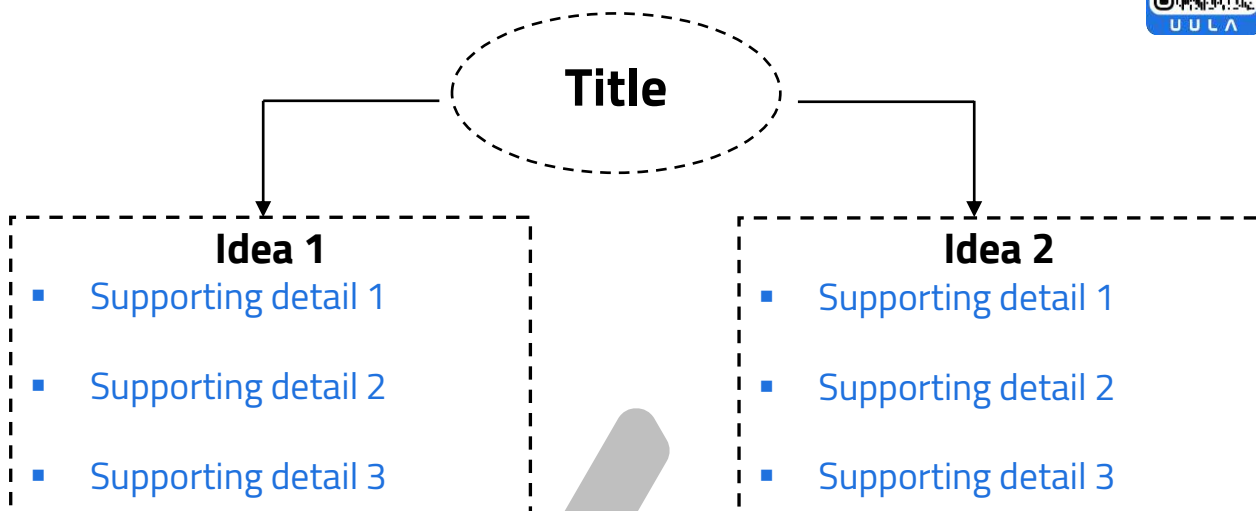 UULA
Title
Idea 1
▪ Supporting detail 1
▪ Supporting detail 2
▪ Supporting detail 3
Idea 2
▪ Supporting detail 1
▪ Supporting detail 2
▪ Supporting detail 3